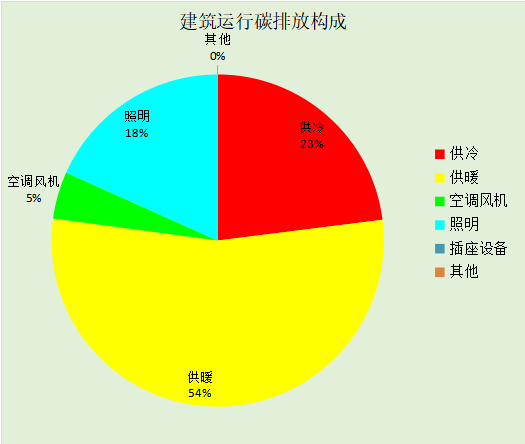 建筑运行碳排放构成
其他
0%
照明
18%
供冷
23%
空调风机
5%
供暖
54%
供冷
供暖
空调风机
照明
插座设备
其他